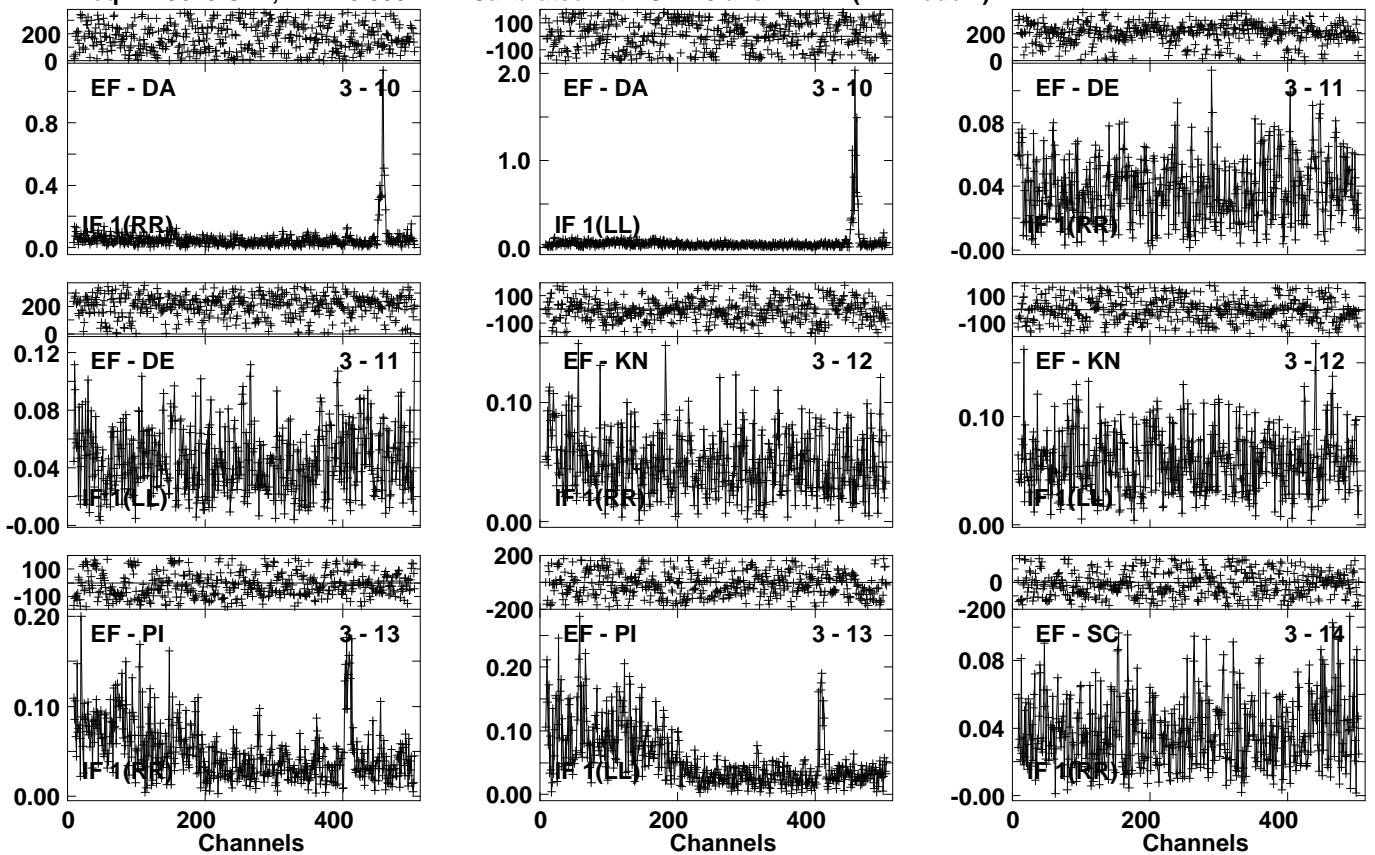 200 100 200
0 -100 0
EF - DA 3 - 10 EF - DA 3 - 10 EF - DE 3 - 11
2.0
0.8 0.08
1.0
0.4 0.04
IF 1(RR) IF 1(LL) IF 1(RR)
0.0 0.0 -0.00
200 100 100
0 -100 -100
0.12 EF - DE 3 - 11 EF - KN 3 - 12 EF - KN 3 - 12
0.08 0.10 0.10
0.04
IF 1(LL) IF 1(RR) IF 1(LL)
-0.00 0.00 0.00
100 200 0
-100 -200 -200
0.20 EF - PI 3 - 13 EF - PI 3 - 13 EF - SC 3 - 14
0.20 0.08
0.10 0.10 0.04
IF 1(RR) IF 1(LL) IF 1(RR)
0.00 0.00 -0.00
0 200 400 0 200 400 0 200 400
Channels Channels Channels